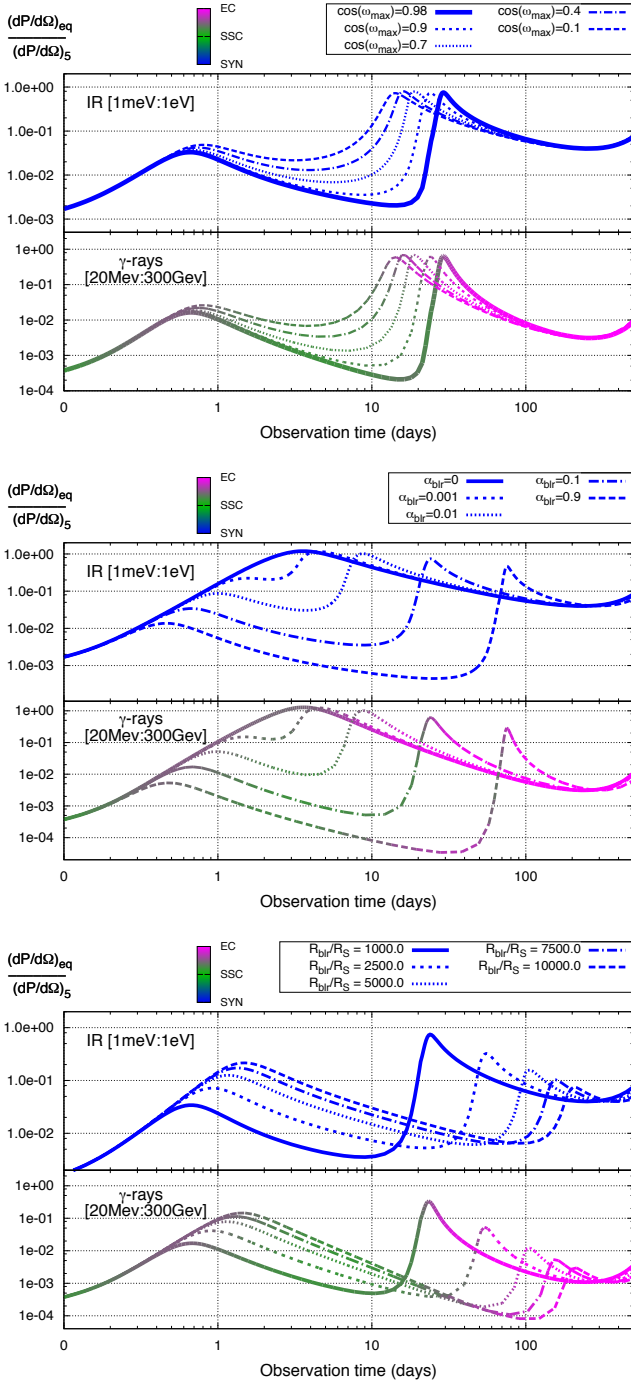 (dP/dΩ)eq
(dP/dΩ)5
EC
SSC
SYN
cos(ωmax)=0.98
cos(ωmax)=0.9
cos(ωmax)=0.7
cos(ωmax)=0.4
cos(ωmax)=0.1
IR [1meV:1eV]
1.0e+00
1.0e-01
1.0e-02
1.0e-03
γ-rays
[20Mev:300Gev]
1e+00
1e-01
1e-02
1e-03
1e-04
0 1 10 100
Observation time (days)
(dP/dΩ)eq
(dP/dΩ)5
EC
SSC
SYN
αblr=0
αblr=0.001
αblr=0.01
αblr=0.1
αblr=0.9
IR [1meV:1eV]
1.0e+00
1.0e-01
1.0e-02
1.0e-03
γ-rays
[20Mev:300Gev]
1e+00
1e-01
1e-02
1e-03
1e-04
0 1 10 100
Observation time (days)
(dP/dΩ)eq
(dP/dΩ)5
EC
SSC
SYN
Rblr/RS = 1000.0
Rblr/RS = 2500.0
Rblr/RS = 5000.0
Rblr/RS = 7500.0
Rblr/RS = 10000.0
IR [1meV:1eV]
1.0e+00
1.0e-01
1.0e-02
γ-rays
[20Mev:300Gev]
1e+00
1e-01
1e-02
1e-03
1e-04
0 1 10 100
Observation time (days)